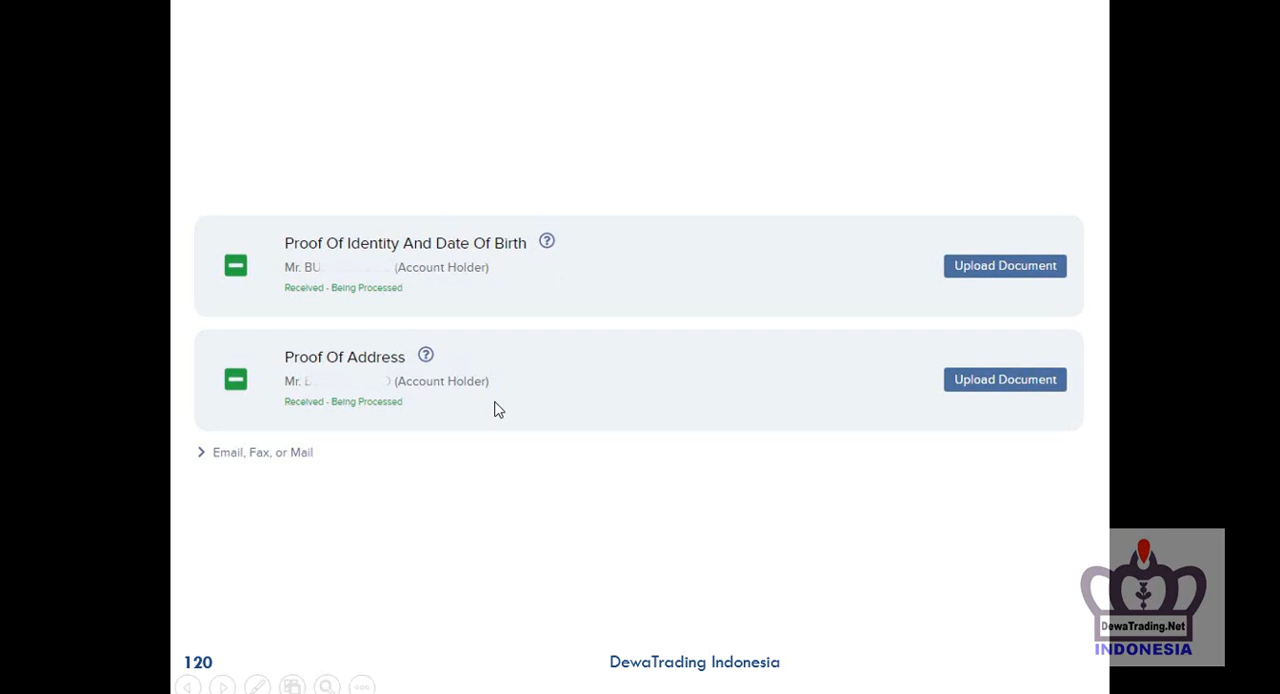 Proof Of Identity And Date Of Birth ?
Mr. BU (Account Holder)
Received - Being Processed
Upload Document
Proof Of Address ?
Mr. (Account Holder)
Received - Being Processed
Upload Document
Email, Fax, or Mail
DewaTrading.Net
INDONESIA
120
DewaTrading Indonesia